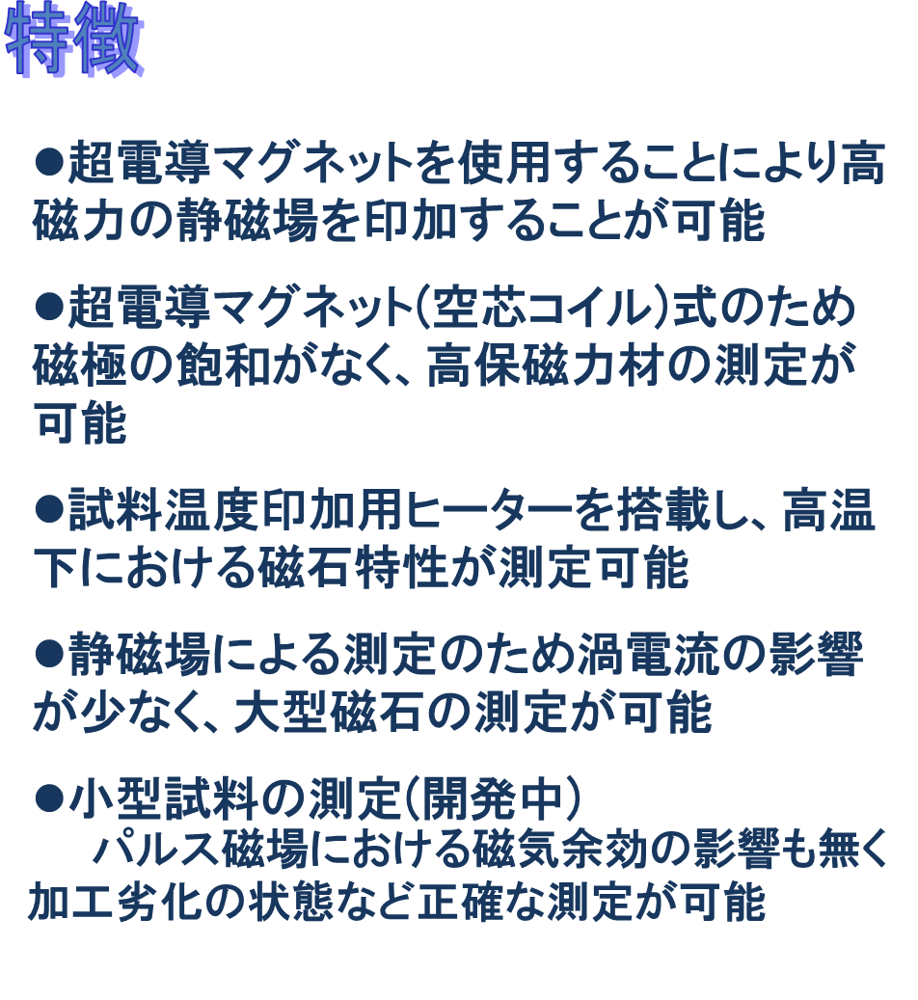 特徴
●超電導マグネットを使用することにより高
磁力の静磁場を印加することが可能
●超電導マグネット(空芯コイル)式のため
磁極の飽和がなく、高保磁力材の測定が
可能
●試料温度印加用ヒーターを搭載し、高温
下における磁石特性が測定可能
●静磁場による測定のため渦電流の影響
が少なく、大型磁石の測定が可能
●小型試料の測定(開発中)
パルス磁場における磁気余効の影響も無く
加工劣化の状態など正確な測定が可能